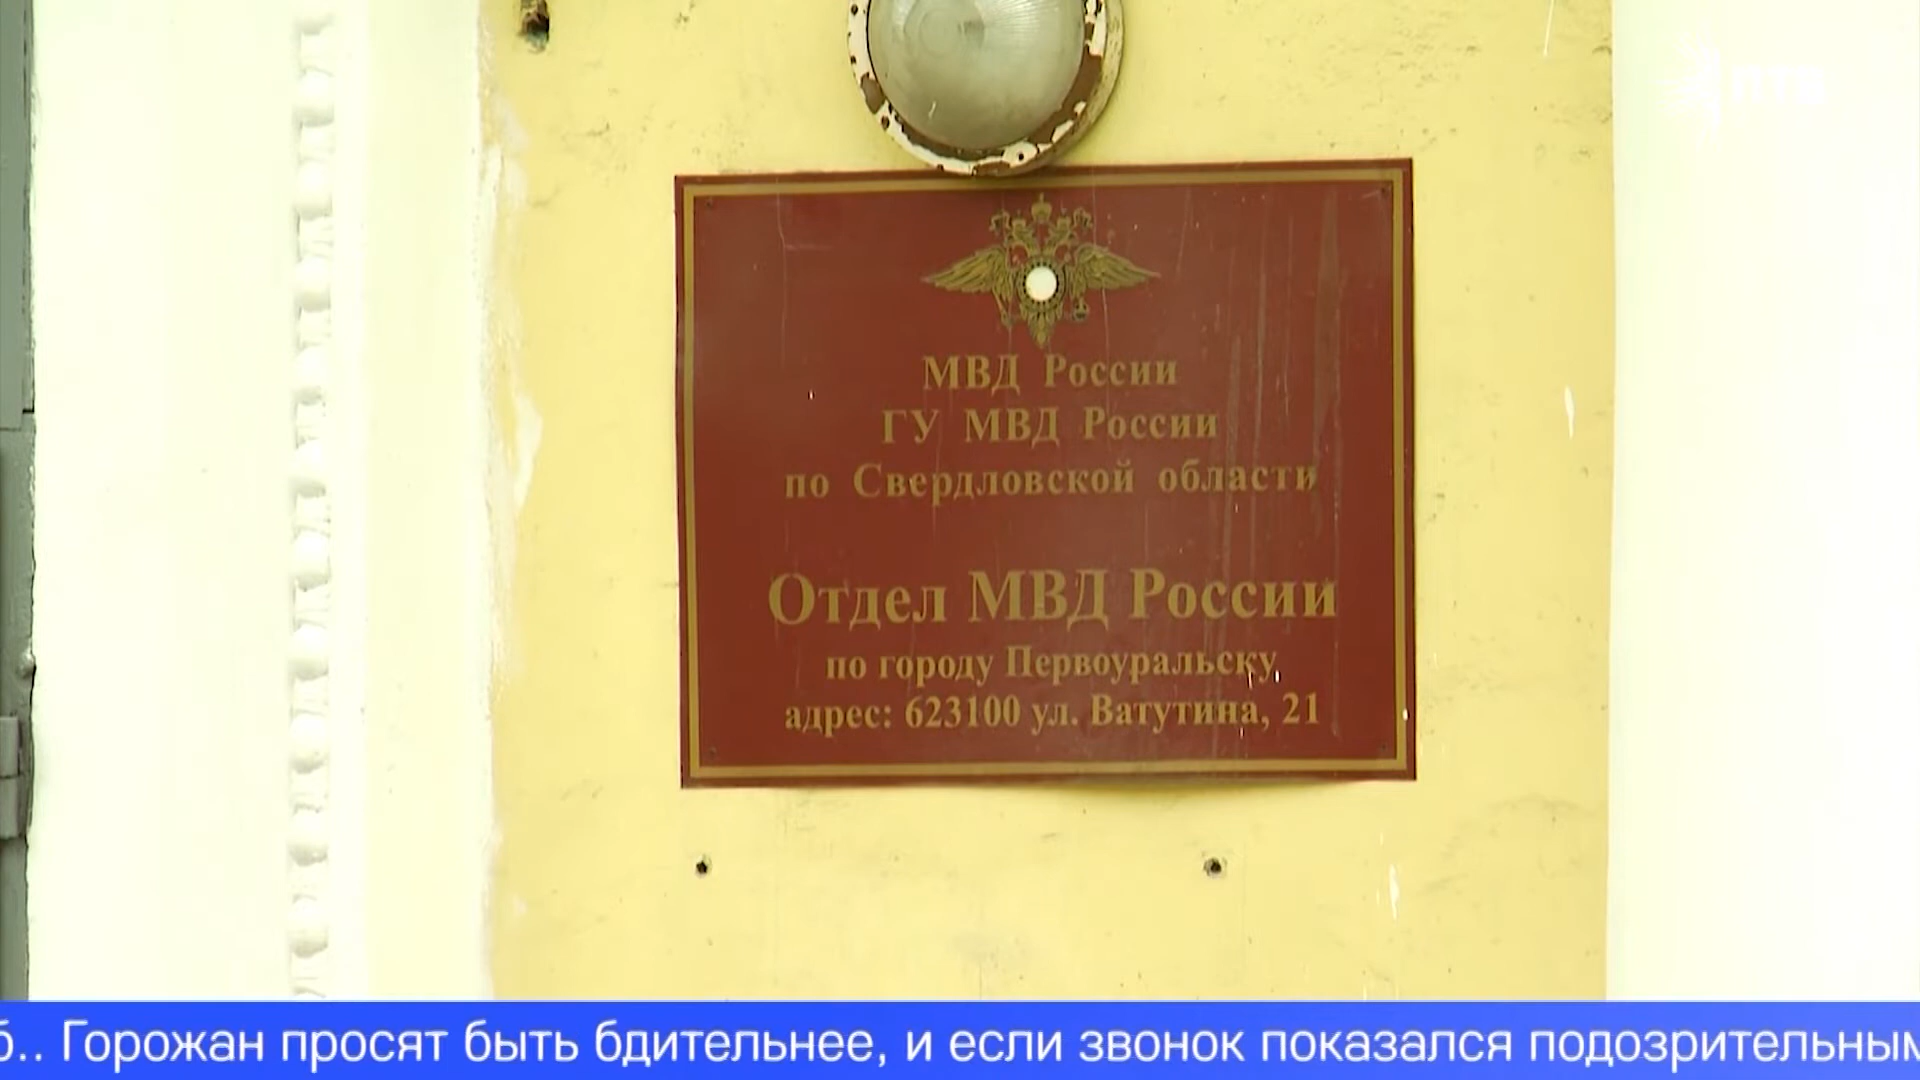 ПТВ
МВД России
ГУ МВД России
по Свердловской области
Отдел МВД России
по городу Первоуральску
адрес: 623100 ул. Ватутина, 21
б.. Горожан просят быть бдительнее, и если звонок показался подозрительным